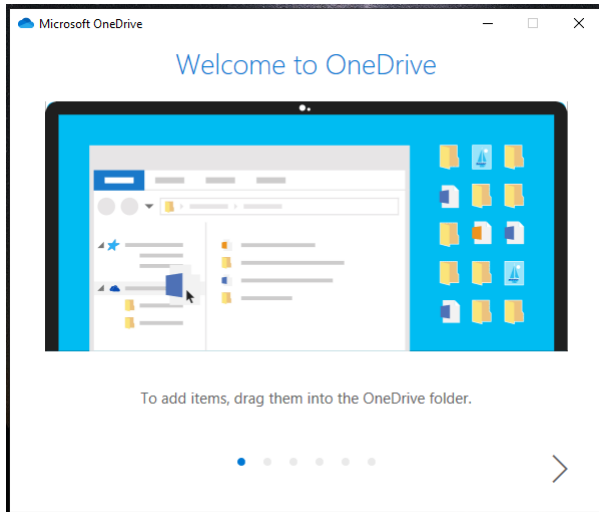 Microsoft OneDrive
Welcome to OneDrive
To add items, drag them into the OneDrive folder.